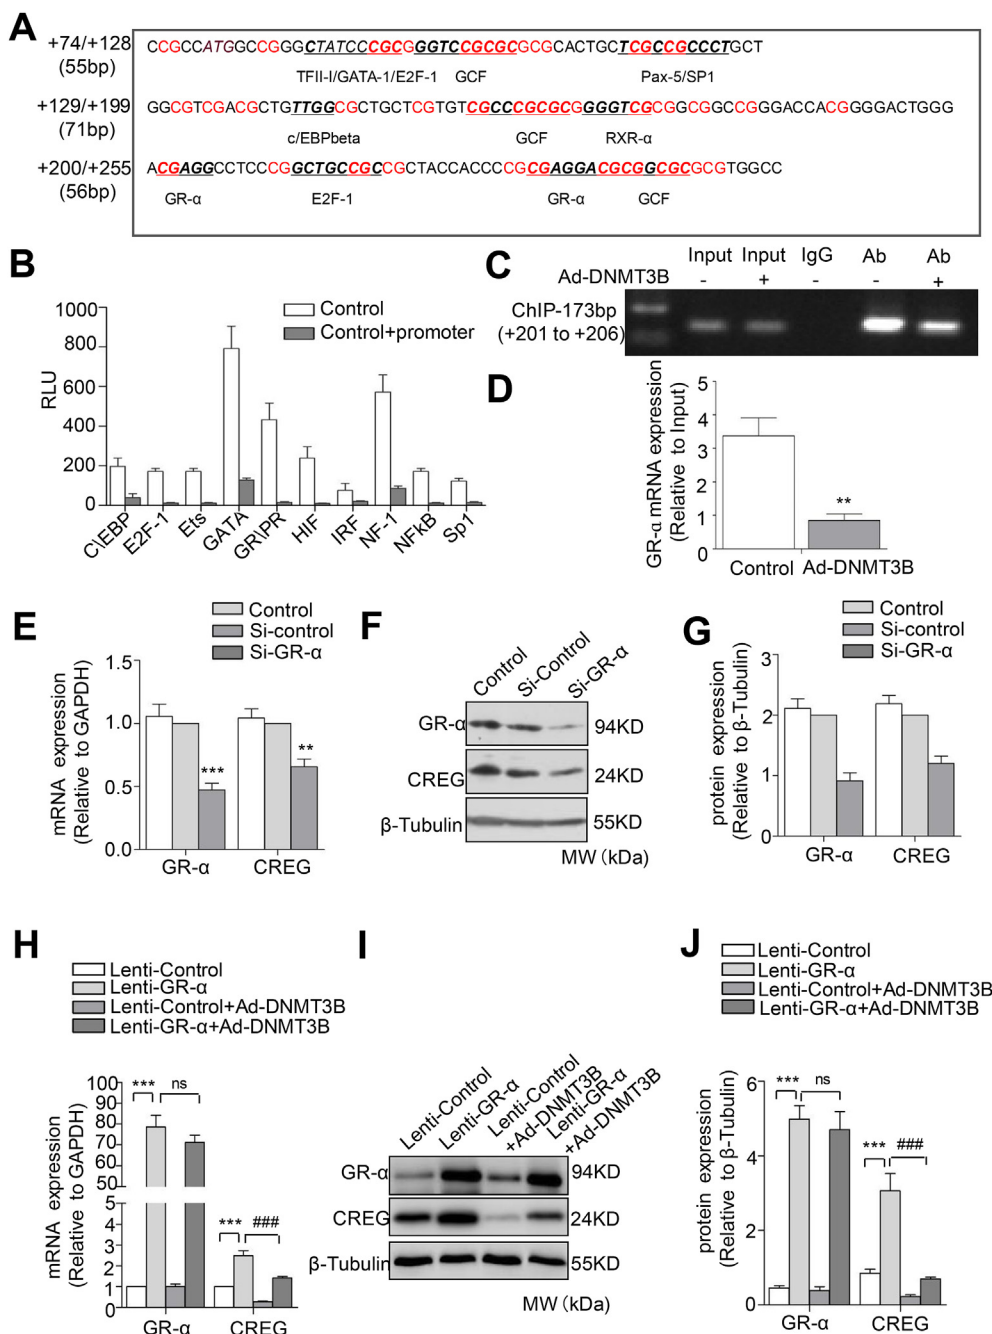 A
+74/+128 CCGCCATGGCCGGGCTATCCCGCGGGTCCGCGCGCGCACTGCTCGCCGCCCTGCT
(55bp)
TFII-I/GATA-1/E2F-1 GCF Pax-5/SP1
+129/+199 GGCGTCGACGCTGTTGGCGCTGCTCGTGTCGCCCGCGCGGGGTCGCGGCGGCCGGGACCACGGGGACTGGG
(71bp)
c/EBPbeta GCF RXR-α
+200/+255 ACGAGGCCTCCCGGCTGCCGCCGCTACCACCCCGCGAGGACGCGGCGCGCGTGGCC
(56bp)
GR-α E2F-1 GR-α GCF
B
Control
Control+promoter
RLU
1000
800
600
400
200
0
C\EBP E2F-1 Ets GATA GR\PR HIF IRF NF-1 NFkB Sp1
C
Input Input IgG Ab Ab
Ad-DNMT3B - + - - +
ChIP-173bp
(+201 to +206)
D
GR-α mRNA expression
(Relative to Input)
5
4
3
2
1
0
**
Control Ad-DNMT3B
E
Control
Si-control
Si-GR-α
mRNA expression
(Relative to GAPDH)
1.5
1.0
0.5
0.0
*** **
GR-α CREG
F
Control Si-Control Si-GR-α
GR-α 94KD
CREG 24KD
β-Tubulin 55KD
MW (kDa)
G
Control
Si-control
Si-GR-α
protein expression
(Relative to β-Tubulin)
3
2
1
0
GR-α CREG
H
Lenti-Control
Lenti-GR-α
Lenti-Control+Ad-DNMT3B
Lenti-GR-α+Ad-DNMT3B
mRNA expression
(Relative to GAPDH)
100
90
80
70
60
50
5
4
3
2
1
0
*** ns
*** ###
GR-α CREG
I
Lenti-Control Lenti-GR-α Lenti-Control +Ad-DNMT3B Lenti-GR-α +Ad-DNMT3B
GR-α 94KD
CREG 24KD
β-Tubulin 55KD
MW (kDa)
J
Lenti-Control
Lenti-GR-α
Lenti-Control+Ad-DNMT3B
Lenti-GR-α+Ad-DNMT3B
protein expression
(Relative to β-Tubulin)
6
4
2
0
*** ns
*** ###
GR-α CREG